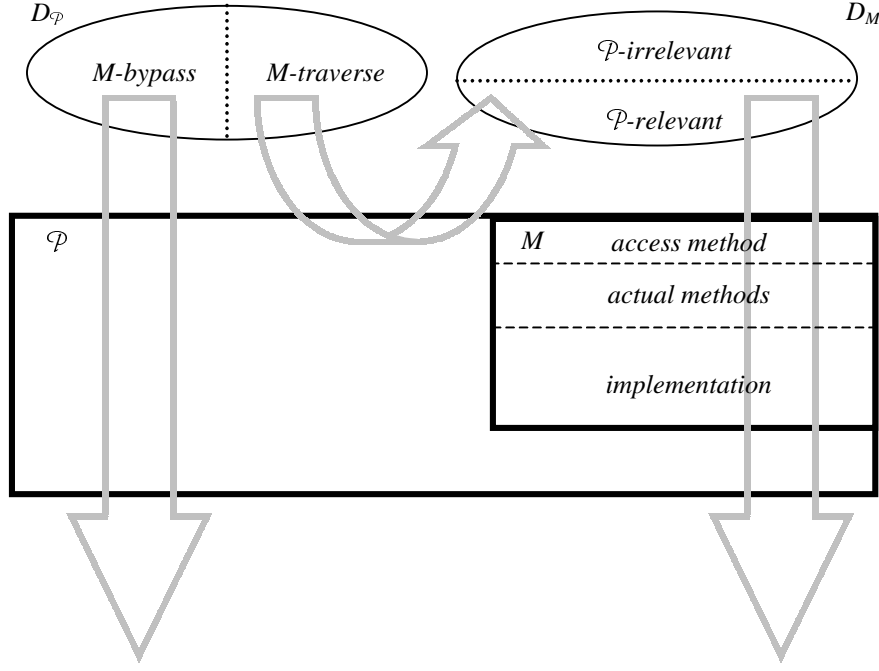 D𝒫
D_M
M-bypass
M-traverse
𝒫-irrelevant
𝒫-relevant
𝒫
M
access method
actual methods
implementation